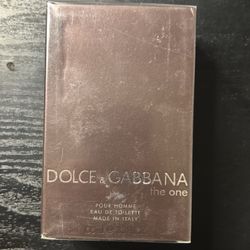 DOLCE & GABBANA
the one
POUR HOMME
EAU DE TOILETTE
MADE IN ITALY